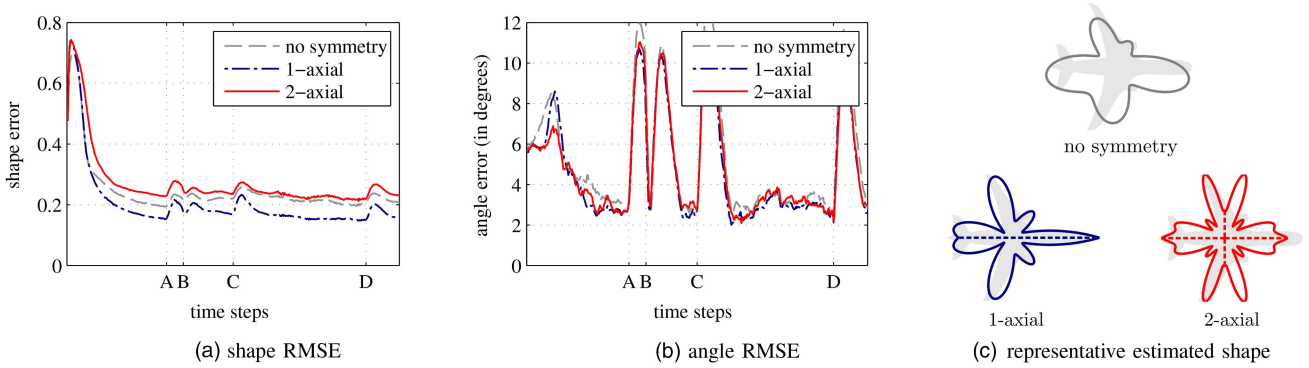 0.8
0.6
0.4
0.2
0
shape error
no symmetry
1−axial
2−axial
A B C D
time steps
(a) shape RMSE
12
10
8
6
4
2
0
angle error (in degrees)
no symmetry
1−axial
2−axial
A B C D
time steps
(b) angle RMSE
no symmetry
1-axial 2-axial
(c) representative estimated shape